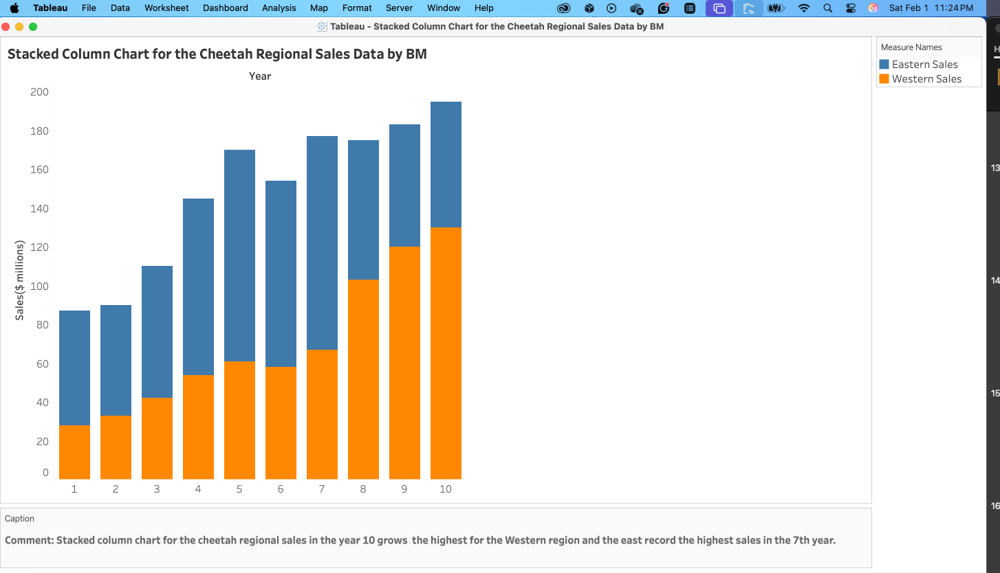 Tableau File Data Worksheet Dashboard Analysis Map Format Server Window Help Sat Feb 1 11:24 PM
Tableau - Stacked Column Chart for the Cheetah Regional Sales Data by BM
Stacked Column Chart for the Cheetah Regional Sales Data by BM
Year
Sales($ millions)
200
180
160
140
120
100
80
60
40
20
0
1 2 3 4 5 6 7 8 9 10
Measure Names
Eastern Sales
Western Sales
H
13
14
15
16
Caption
Comment: Stacked column chart for the cheetah regional sales in the year 10 grows  the highest for the Western region and the east record the highest sales in the 7th year.